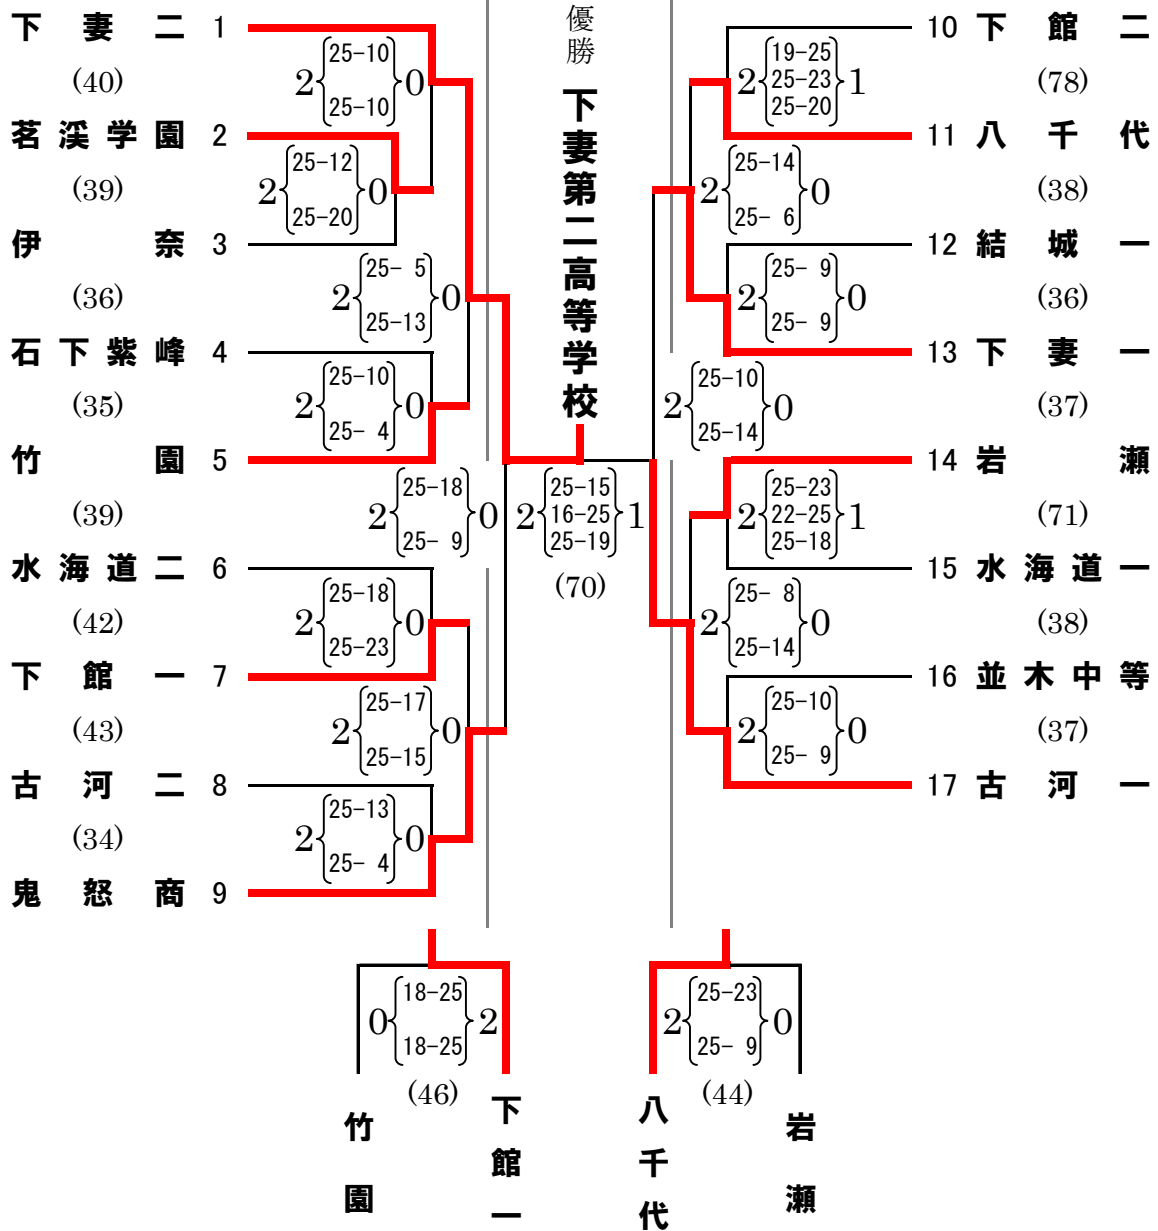 優勝
下妻第二高等学校
下妻二 1
(40)
茗渓学園 2
(39)
伊奈 3
(36)
石下紫峰 4
(35)
竹園 5
(39)
水海道二 6
(42)
下館一 7
(43)
古河二 8
(34)
鬼怒商 9
2 25-10 0
25-10
2 25-12 0
25-20
2 25- 5 0
25-13
2 25-10 0
25- 4
2 25-18 0
25- 9
2 25-18 0
25-23
2 25-17 0
25-15
2 25-13 0
25- 4
2 25-15 1
16-25
25-19
(70)
10 下館二
(78)
11 八千代
(38)
12 結城一
(36)
13 下妻一
(37)
14 岩瀬
(71)
15 水海道一
(38)
16 並木中等
(37)
17 古河一
2 19-25 1
25-23
25-20
2 25-14 0
25- 6
2 25- 9 0
25- 9
2 25-10 0
25-14
2 25-23 1
22-25
25-18
2 25- 8 0
25-14
2 25-10 0
25- 9
0 18-25 2
18-25
(46)
竹園
下館一
2 25-23 0
25- 9
(44)
八千代
岩瀬